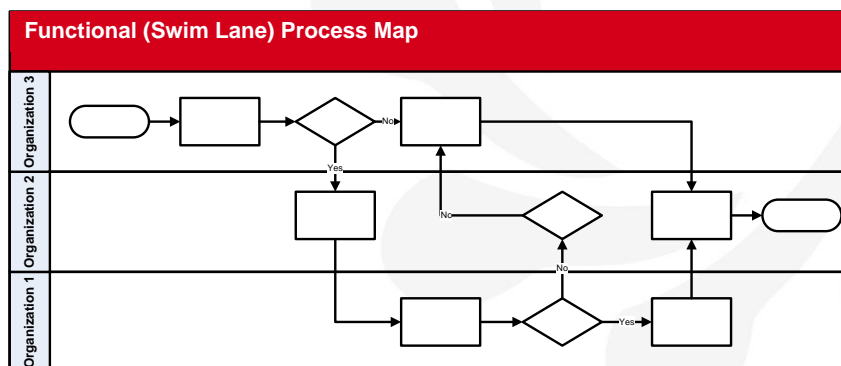 Functional (Swim Lane) Process Map
Organization 3
No
Yes
Organization 2
No
No
Organization 1
Yes